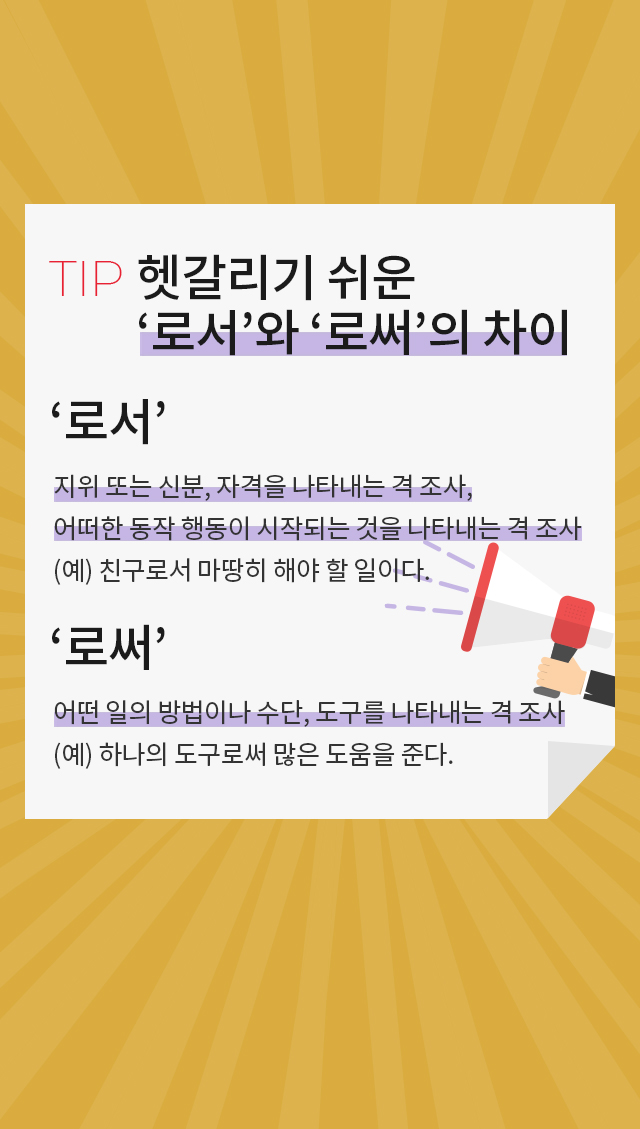 TIP 헷갈리기 쉬운
‘로서’와 ‘로써’의 차이
‘로서’
지위 또는 신분, 자격을 나타내는 격 조사,
어떠한 동작 행동이 시작되는 것을 나타내는 격 조사
(예) 친구로서 마땅히 해야 할 일이다.
‘로써’
어떤 일의 방법이나 수단, 도구를 나타내는 격 조사
(예) 하나의 도구로써 많은 도움을 준다.